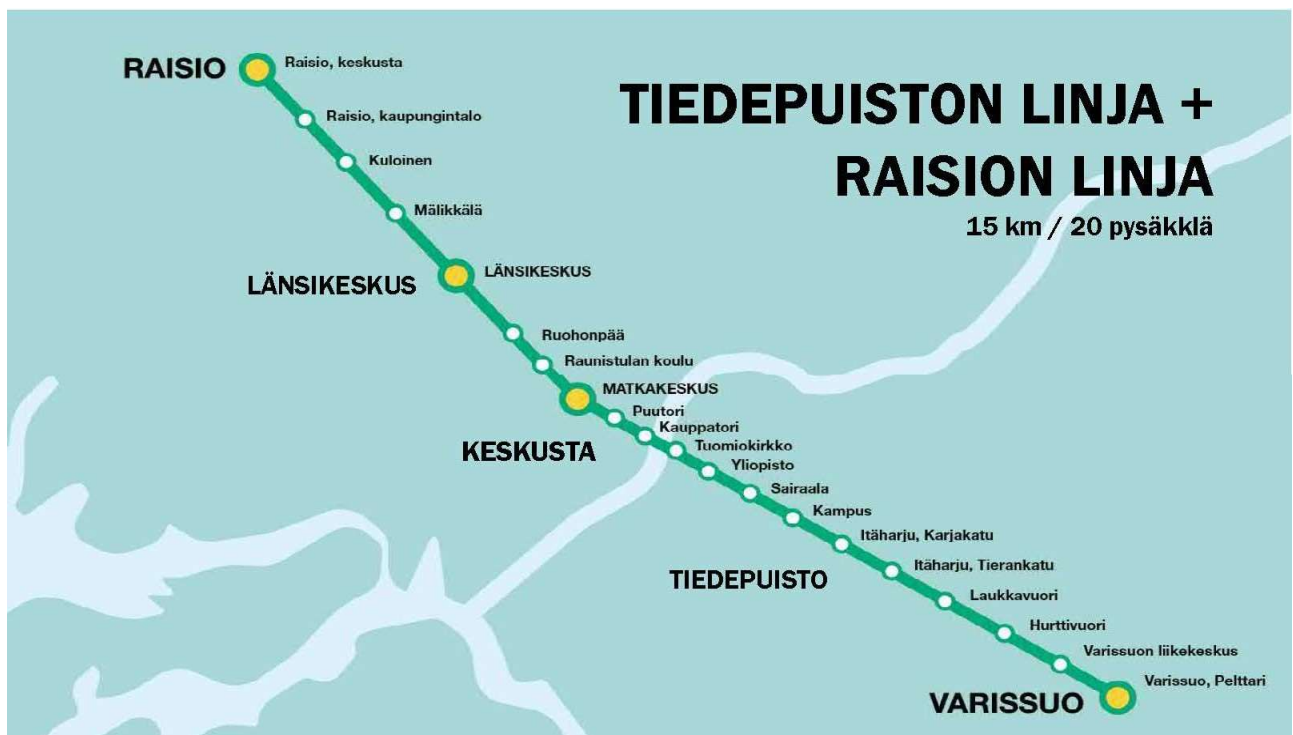 TIEDEPUISTON LINJA +
RAISION LINJA
15 km / 20 pysäkklä
RAISIO
Raisio, keskusta
Raisio, kaupungintalo
Kuloinen
Mälikkälä
LÄNSIKESKUS
LÄNSIKESKUS
Ruohonpää
Raunistulan koulu
MATKAKESKUS
Puutori
KESKUSTA
Kauppatori
Tuomiokirkko
Yliopisto
Sairaala
Kampus
Itäharju, Karjakatu
TIEDEPUISTO
Itäharju, Tierankatu
Laukkavuori
Hurttivuori
Varissuon liikekeskus
Varissuo, Pelttari
VARISSUO